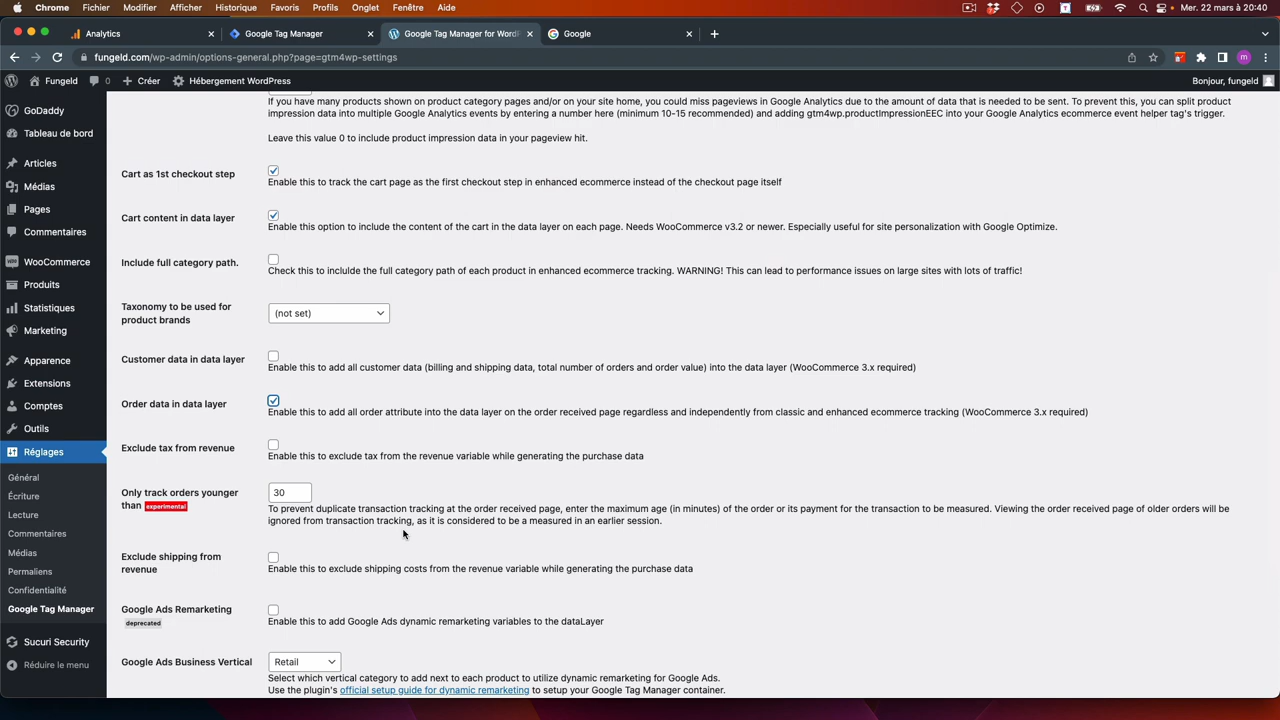 Chrome Fichier Modifier Afficher Historique Favoris Profils Onglet Fenêtre Aide Mer. 22 mars à 20:40
Analytics
Google Tag Manager
Google Tag Manager for WordP
Google
fungeld.com/wp-admin/options-general.php?page=gtm4wp-settings
Fungeld 0 Créer Hébergement WordPress Bonjour, fungeld
GoDaddy
Tableau de bord
Articles
Médias
Pages
Commentaires
WooCommerce
Produits
Statistiques
Marketing
Apparence
Extensions
Comptes
Outils
Réglages
Général
Écriture
Lecture
Commentaires
Médias
Permaliens
Confidentialité
Google Tag Manager
Sucuri Security
Réduire le menu
If you have many products shown on product category pages and/or on your site home, you could miss pageviews in Google Analytics due to the amount of data that is needed to be sent. To prevent this, you can split product
impression data into multiple Google Analytics events by entering a number here (minimum 10-15 recommended) and adding gtm4wp.productImpressionEEC into your Google Analytics ecommerce event helper tag's trigger.
Leave this value 0 to include product impression data in your pageview hit.
Cart as 1st checkout step
Enable this to track the cart page as the first checkout step in enhanced ecommerce instead of the checkout page itself
Cart content in data layer
Enable this option to include the content of the cart in the data layer on each page. Needs WooCommerce v3.2 or newer. Especially useful for site personalization with Google Optimize.
Include full category path.
Check this to inclulde the full category path of each product in enhanced ecommerce tracking. WARNING! This can lead to performance issues on large sites with lots of traffic!
Taxonomy to be used for
product brands
(not set)
Customer data in data layer
Enable this to add all customer data (billing and shipping data, total number of orders and order value) into the data layer (WooCommerce 3.x required)
Order data in data layer
Enable this to add all order attribute into the data layer on the order received page regardless and independently from classic and enhanced ecommerce tracking (WooCommerce 3.x required)
Exclude tax from revenue
Enable this to exclude tax from the revenue variable while generating the purchase data
Only track orders younger
than experimental
30
To prevent duplicate transaction tracking at the order received page, enter the maximum age (in minutes) of the order or its payment for the transaction to be measured. Viewing the order received page of older orders will be
ignored from transaction tracking, as it is considered to be a measured in an earlier session.
Exclude shipping from
revenue
Enable this to exclude shipping costs from the revenue variable while generating the purchase data
Google Ads Remarketing
deprecated
Enable this to add Google Ads dynamic remarketing variables to the dataLayer
Google Ads Business Vertical
Retail
Select which vertical category to add next to each product to utilize dynamic remarketing for Google Ads.
Use the plugin's official setup guide for dynamic remarketing to setup your Google Tag Manager container.